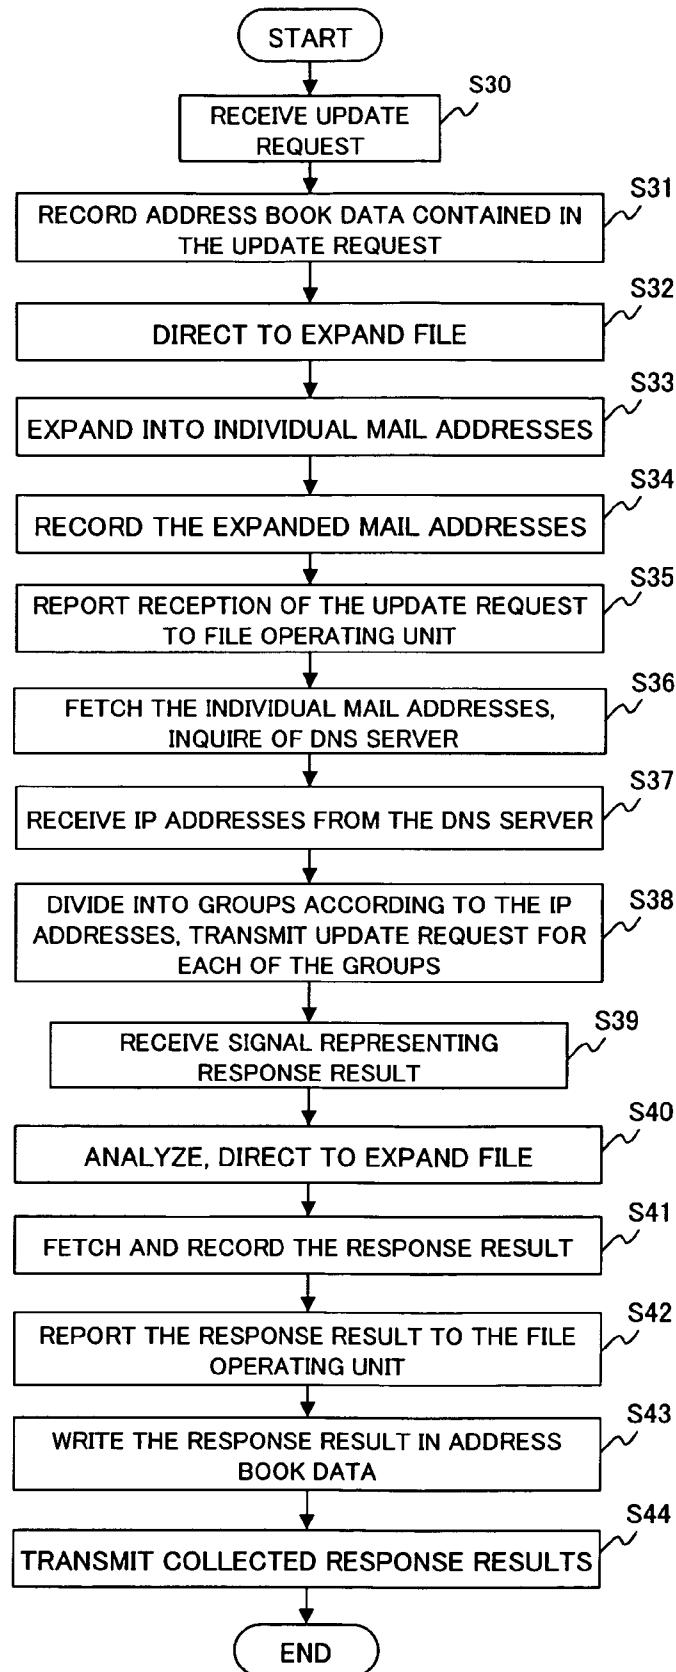 START
S30
RECEIVE UPDATE
REQUEST
S31
RECORD ADDRESS BOOK DATA CONTAINED IN
THE UPDATE REQUEST
S32
DIRECT TO EXPAND FILE
S33
EXPAND INTO INDIVIDUAL MAIL ADDRESSES
S34
RECORD THE EXPANDED MAIL ADDRESSES
S35
REPORT RECEPTION OF THE UPDATE REQUEST
TO FILE OPERATING UNIT
S36
FETCH THE INDIVIDUAL MAIL ADDRESSES,
INQUIRE OF DNS SERVER
S37
RECEIVE IP ADDRESSES FROM THE DNS SERVER
S38
DIVIDE INTO GROUPS ACCORDING TO THE IP
ADDRESSES, TRANSMIT UPDATE REQUEST FOR
EACH OF THE GROUPS
S39
RECEIVE SIGNAL REPRESENTING
RESPONSE RESULT
S40
ANALYZE, DIRECT TO EXPAND FILE
S41
FETCH AND RECORD THE RESPONSE RESULT
S42
REPORT THE RESPONSE RESULT TO THE FILE
OPERATING UNIT
S43
WRITE THE RESPONSE RESULT IN ADDRESS
BOOK DATA
S44
TRANSMIT COLLECTED RESPONSE RESULTS
END